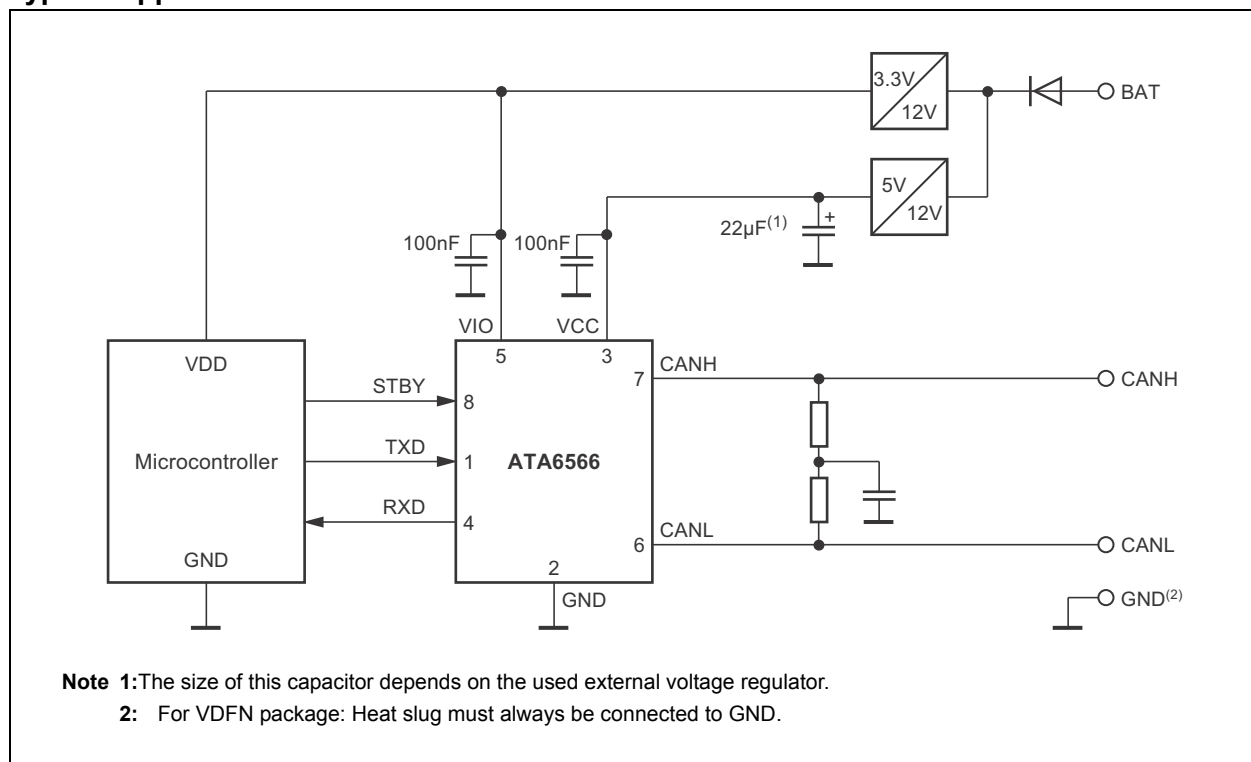 3.3V
12V
BAT
5V
12V
22µF(1)
+
100nF
100nF
VIO
VCC
5
3
VDD
STBY
8
7
CANH
CANH
Microcontroller
TXD
1
ATA6566
RXD
4
6
CANL
CANL
GND
2
GND
GND(2)
Note 1:The size of this capacitor depends on the used external voltage regulator.
2: For VDFN package: Heat slug must always be connected to GND.